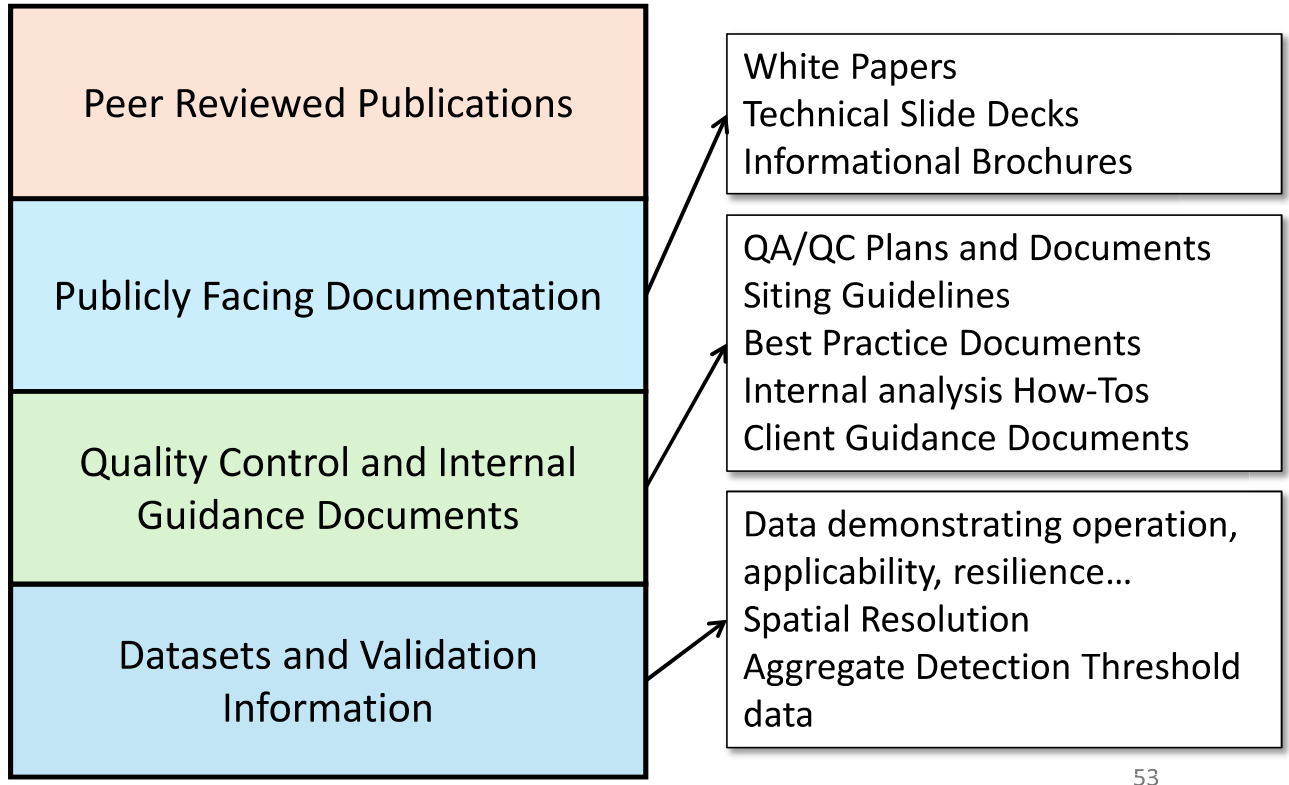 Peer Reviewed Publications
Publicly Facing Documentation
Quality Control and Internal
Guidance Documents
Datasets and Validation
Information
White Papers
Technical Slide Decks
Informational Brochures
QA/QC Plans and Documents
Siting Guidelines
Best Practice Documents
Internal analysis How-Tos
Client Guidance Documents
Data demonstrating operation,
applicability, resilience…
Spatial Resolution
Aggregate Detection Threshold
data
53